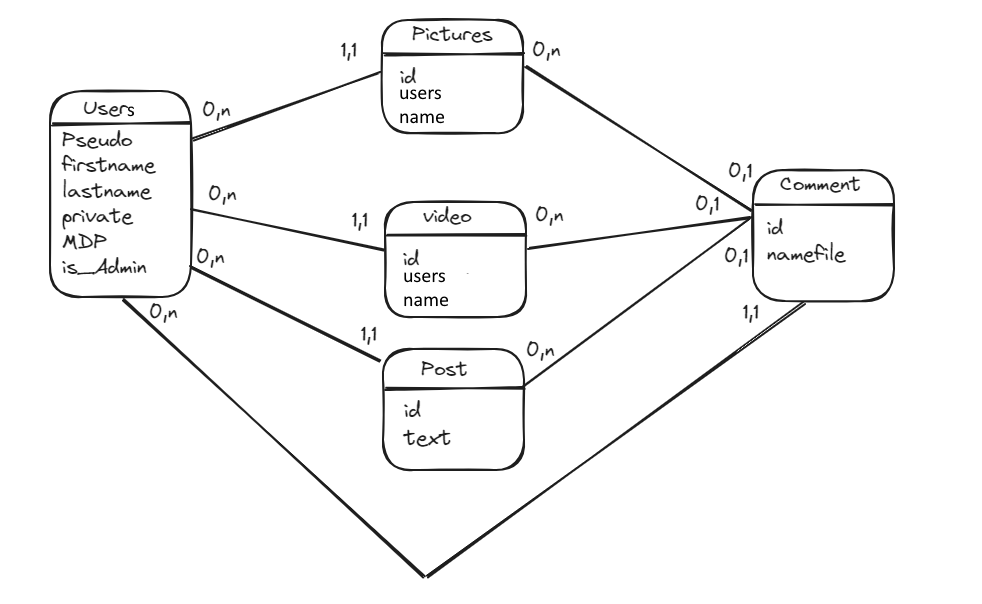 Pictures
1,1
0,n
id
users
name
Users
0,n
Pseudo
firstname
lastname
private
MDP
is_Admin
0,n
0,n
0,n
video
1,1
0,n
id
users
name
Post
1,1
0,n
id
text
0,1
0,1
0,1
Comment
id
namefile
1,1